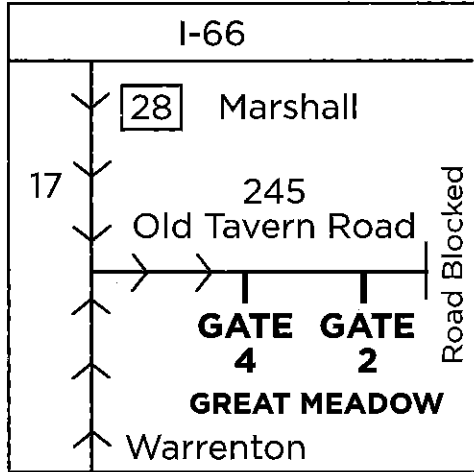 I-66
28 Marshall
17
245
Old Tavern Road
Road Blocked
GATE GATE
4 2
GREAT MEADOW
Warrenton